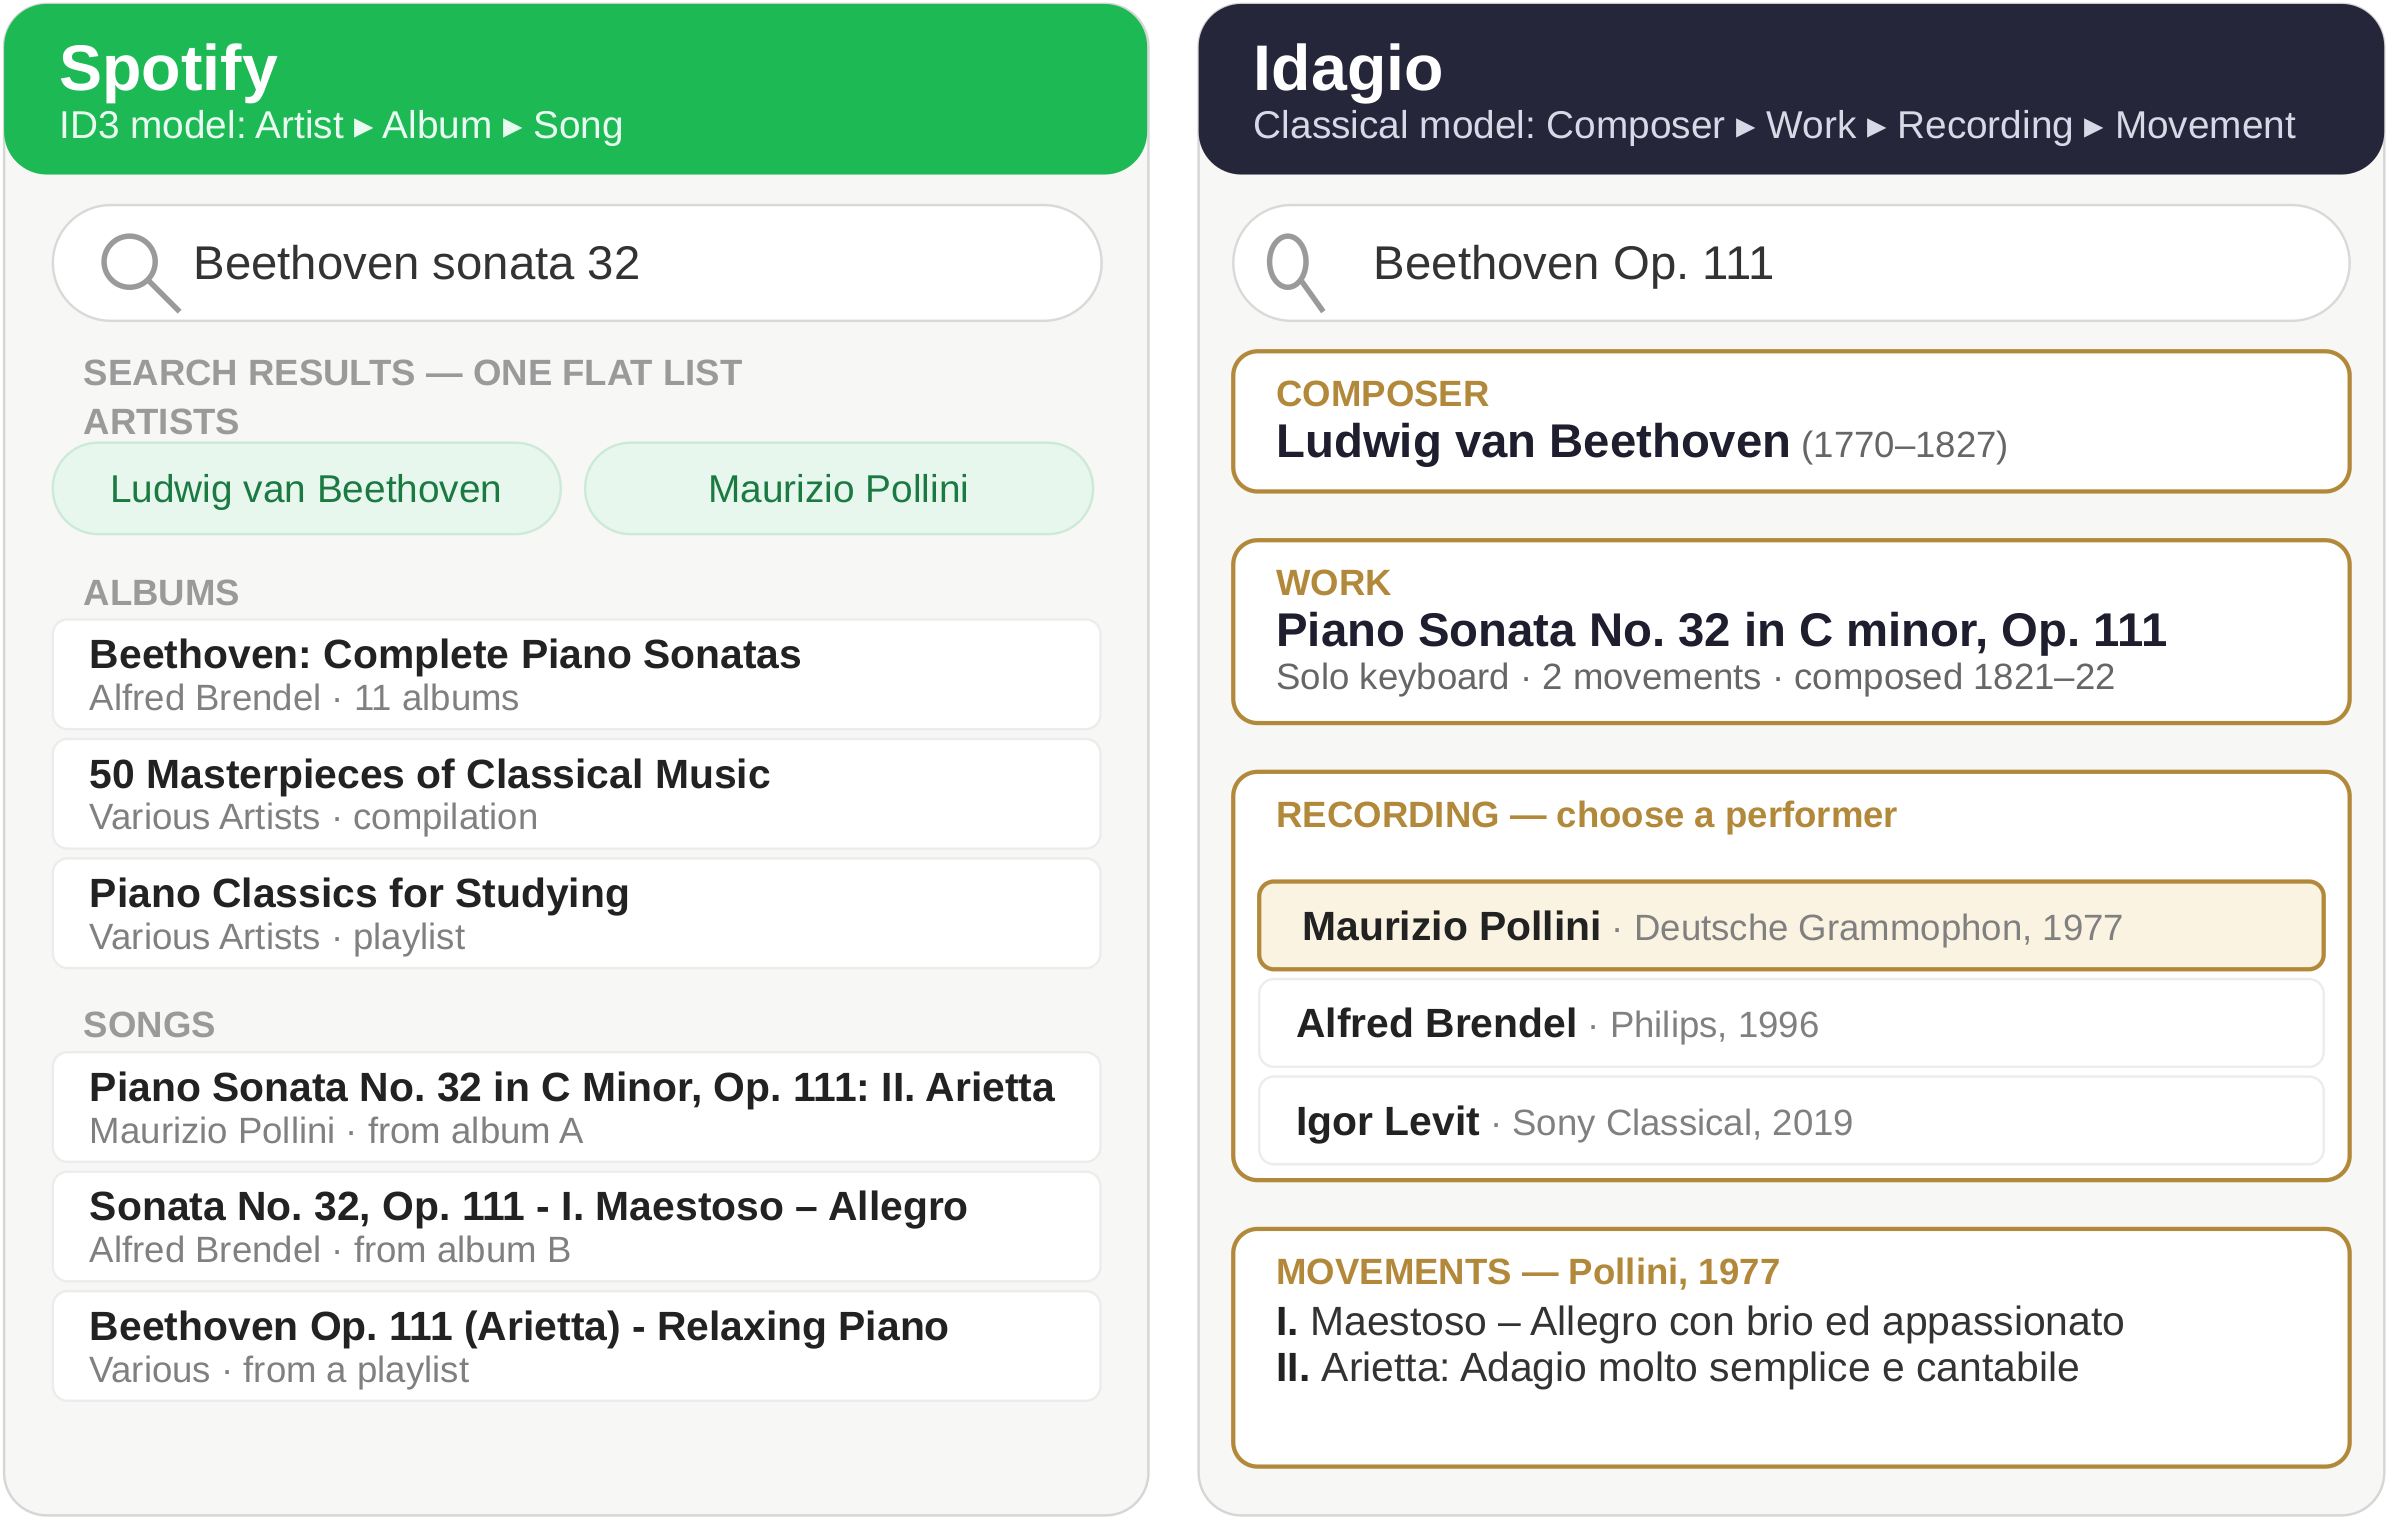 Spotify
ID3 model: Artist ▸ Album ▸ Song
Beethoven sonata 32
SEARCH RESULTS — ONE FLAT LIST
ARTISTS
Ludwig van Beethoven
Maurizio Pollini
ALBUMS
Beethoven: Complete Piano Sonatas
Alfred Brendel · 11 albums
50 Masterpieces of Classical Music
Various Artists · compilation
Piano Classics for Studying
Various Artists · playlist
SONGS
Piano Sonata No. 32 in C Minor, Op. 111: II. Arietta
Maurizio Pollini · from album A
Sonata No. 32, Op. 111 - I. Maestoso – Allegro
Alfred Brendel · from album B
Beethoven Op. 111 (Arietta) - Relaxing Piano
Various · from a playlist
Idagio
Classical model: Composer ▸ Work ▸ Recording ▸ Movement
Beethoven Op. 111
COMPOSER
Ludwig van Beethoven (1770–1827)
WORK
Piano Sonata No. 32 in C minor, Op. 111
Solo keyboard · 2 movements · composed 1821–22
RECORDING — choose a performer
Maurizio Pollini · Deutsche Grammophon, 1977
Alfred Brendel · Philips, 1996
Igor Levit · Sony Classical, 2019
MOVEMENTS — Pollini, 1977
I. Maestoso – Allegro con brio ed appassionato
II. Arietta: Adagio molto semplice e cantabile